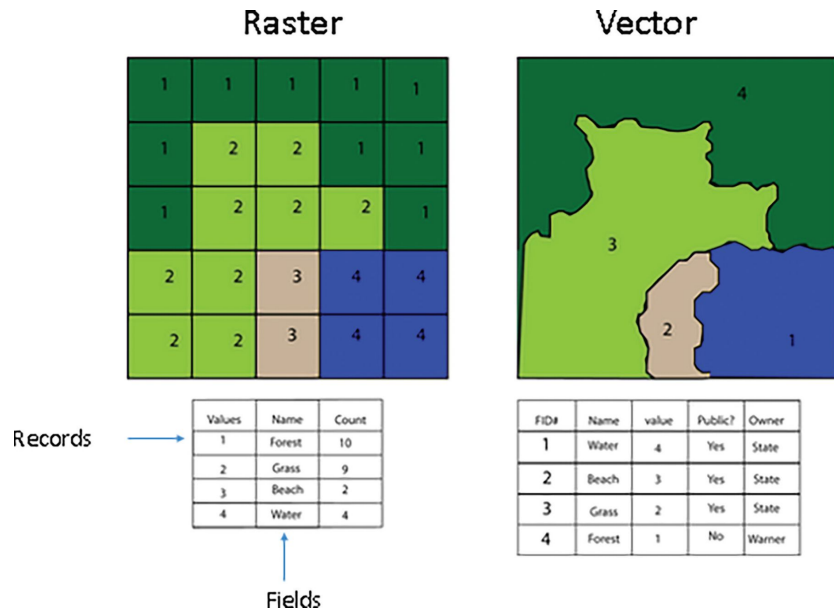 Raster
Vector
1 1 1 1 1
1 2 2 1 1
1 2 2 2 1
2 2 3 4 4
2 2 3 4 4
4
3
2
1
Values Name Count
1 Forest 10
2 Grass 9
3 Beach 2
4 Water 4
Records
Fields
FID# Name value Public? Owner
1 Water 4 Yes State
2 Beach 3 Yes State
3 Grass 2 Yes State
4 Forest 1 No Warner